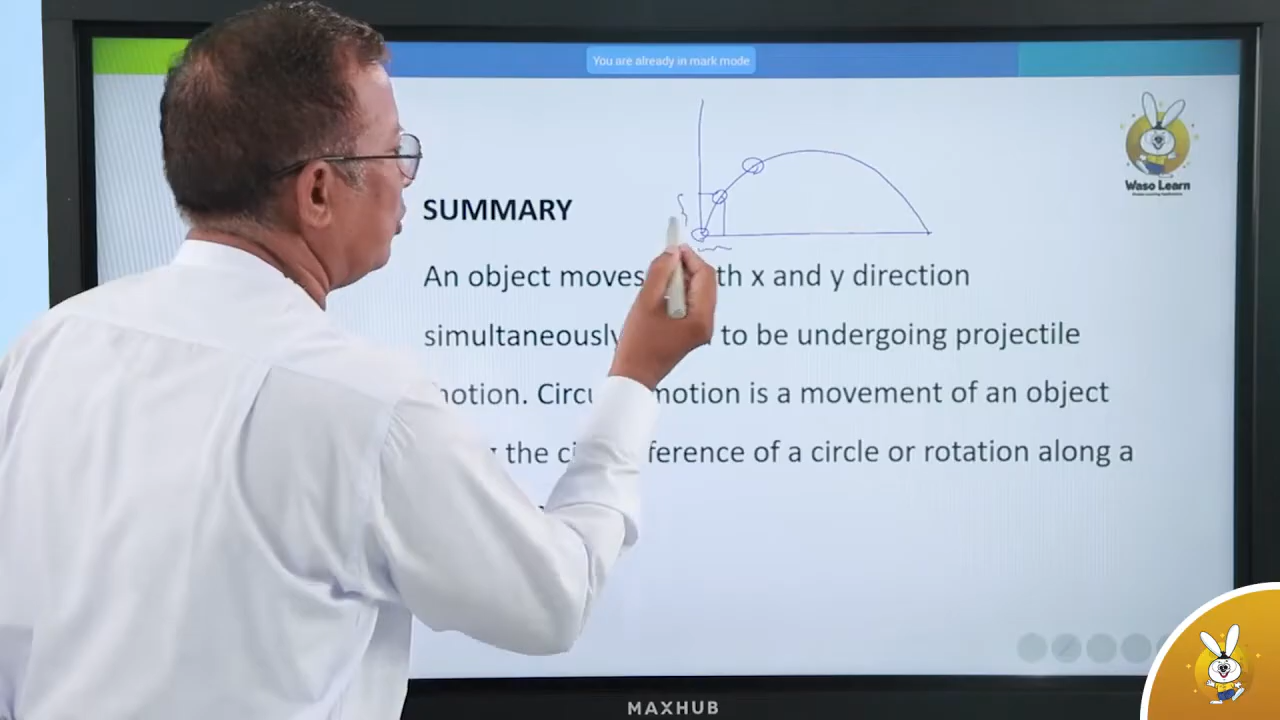 You are already in mark mode
Waso Learn
SUMMARY
An object moves th x and y direction
simultaneously to be undergoing projectile
otion. Circu motion is a movement of an object
the ci ference of a circle or rotation along a
MAXHUB